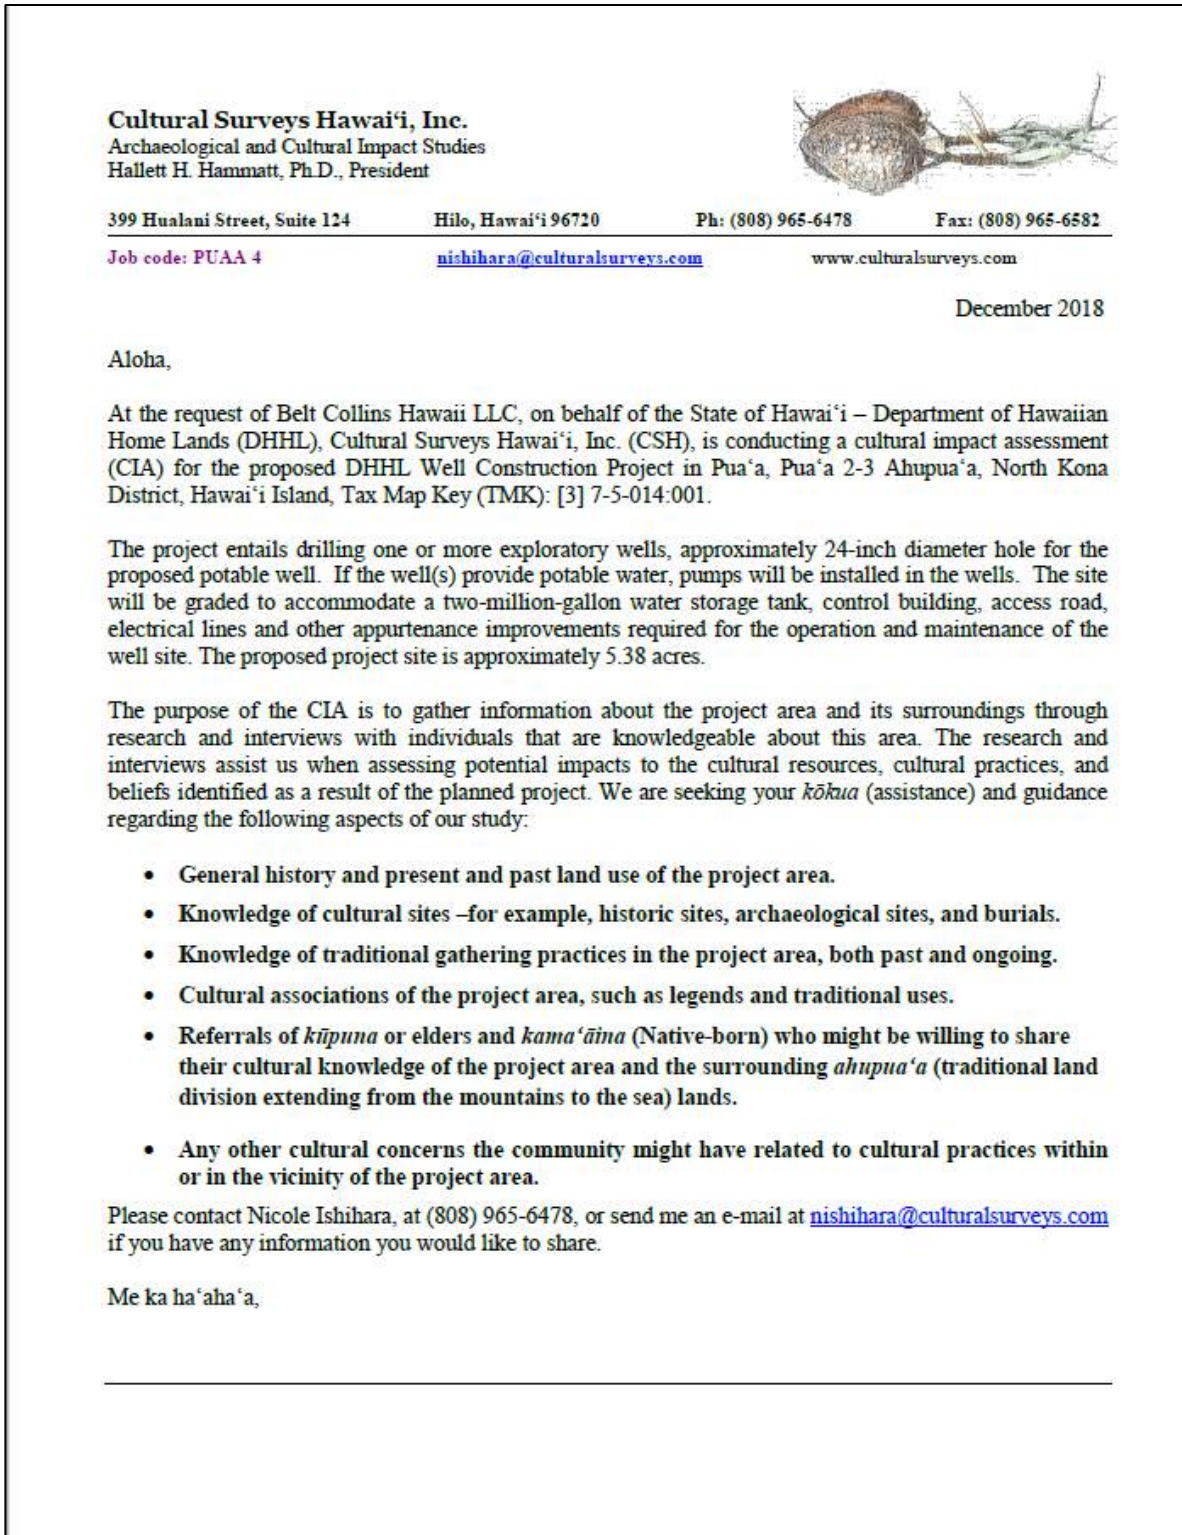 Cultural Surveys Hawai‘i, Inc.
Archaeological and Cultural Impact Studies
Hallett H. Hammatt, Ph.D., President
399 Hualani Street, Suite 124 Hilo, Hawai‘i 96720 Ph: (808) 965-6478 Fax: (808) 965-6582
Job code: PUAA 4 nishihara@culturalsurveys.com www.culturalsurveys.com
December 2018
Aloha,
At the request of Belt Collins Hawaii LLC, on behalf of the State of Hawai‘i – Department of Hawaiian
Home Lands (DHHL), Cultural Surveys Hawai‘i, Inc. (CSH), is conducting a cultural impact assessment
(CIA) for the proposed DHHL Well Construction Project in Pua‘a, Pua‘a 2-3 Ahupua‘a, North Kona
District, Hawai‘i Island, Tax Map Key (TMK): [3] 7-5-014:001.
The project entails drilling one or more exploratory wells, approximately 24-inch diameter hole for the
proposed potable well. If the well(s) provide potable water, pumps will be installed in the wells. The site
will be graded to accommodate a two-million-gallon water storage tank, control building, access road,
electrical lines and other appurtenance improvements required for the operation and maintenance of the
well site. The proposed project site is approximately 5.38 acres.
The purpose of the CIA is to gather information about the project area and its surroundings through
research and interviews with individuals that are knowledgeable about this area. The research and
interviews assist us when assessing potential impacts to the cultural resources, cultural practices, and
beliefs identified as a result of the planned project. We are seeking your kōkua (assistance) and guidance
regarding the following aspects of our study:
• General history and present and past land use of the project area.
• Knowledge of cultural sites –for example, historic sites, archaeological sites, and burials.
• Knowledge of traditional gathering practices in the project area, both past and ongoing.
• Cultural associations of the project area, such as legends and traditional uses.
• Referrals of kūpuna or elders and kama‘āina (Native-born) who might be willing to share
their cultural knowledge of the project area and the surrounding ahupua‘a (traditional land
division extending from the mountains to the sea) lands.
• Any other cultural concerns the community might have related to cultural practices within
or in the vicinity of the project area.
Please contact Nicole Ishihara, at (808) 965-6478, or send me an e-mail at nishihara@culturalsurveys.com
if you have any information you would like to share.
Me ka ha‘aha‘a,